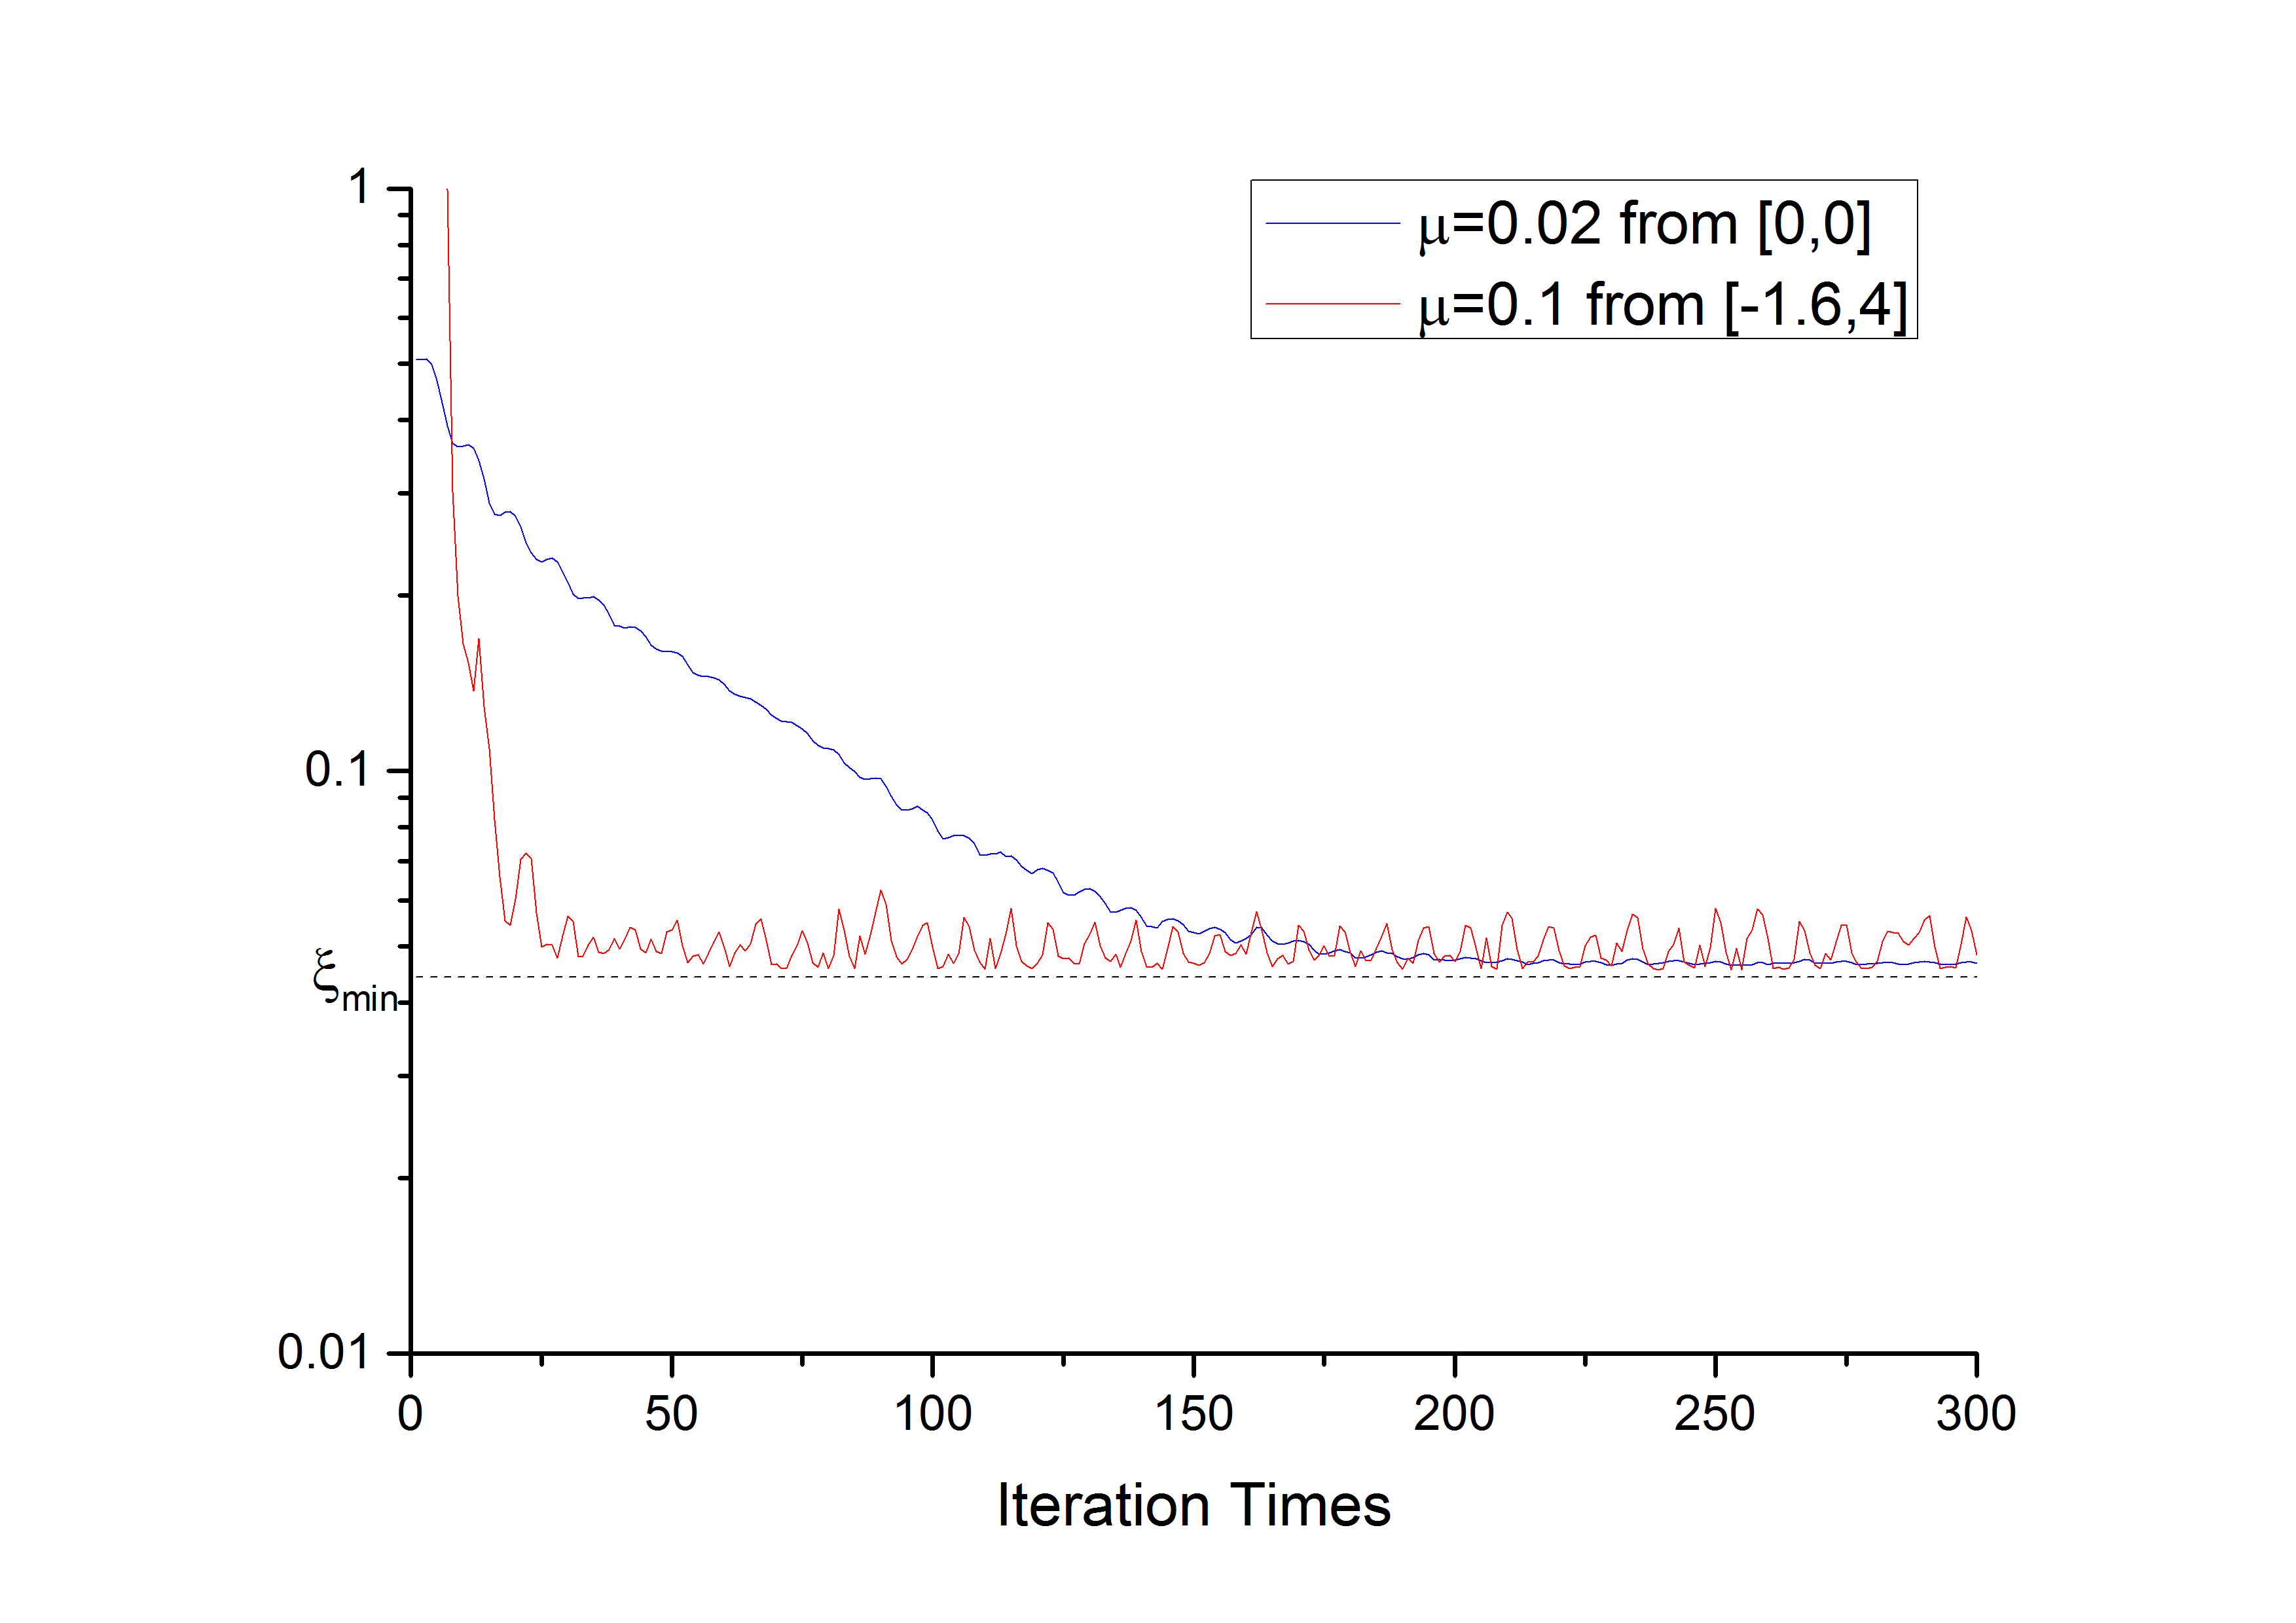 1
μ=0.02 from [0,0]
μ=0.1 from [-1.6,4]
0.1
ξmin
0.01
0 50 100 150 200 250 300
Iteration Times